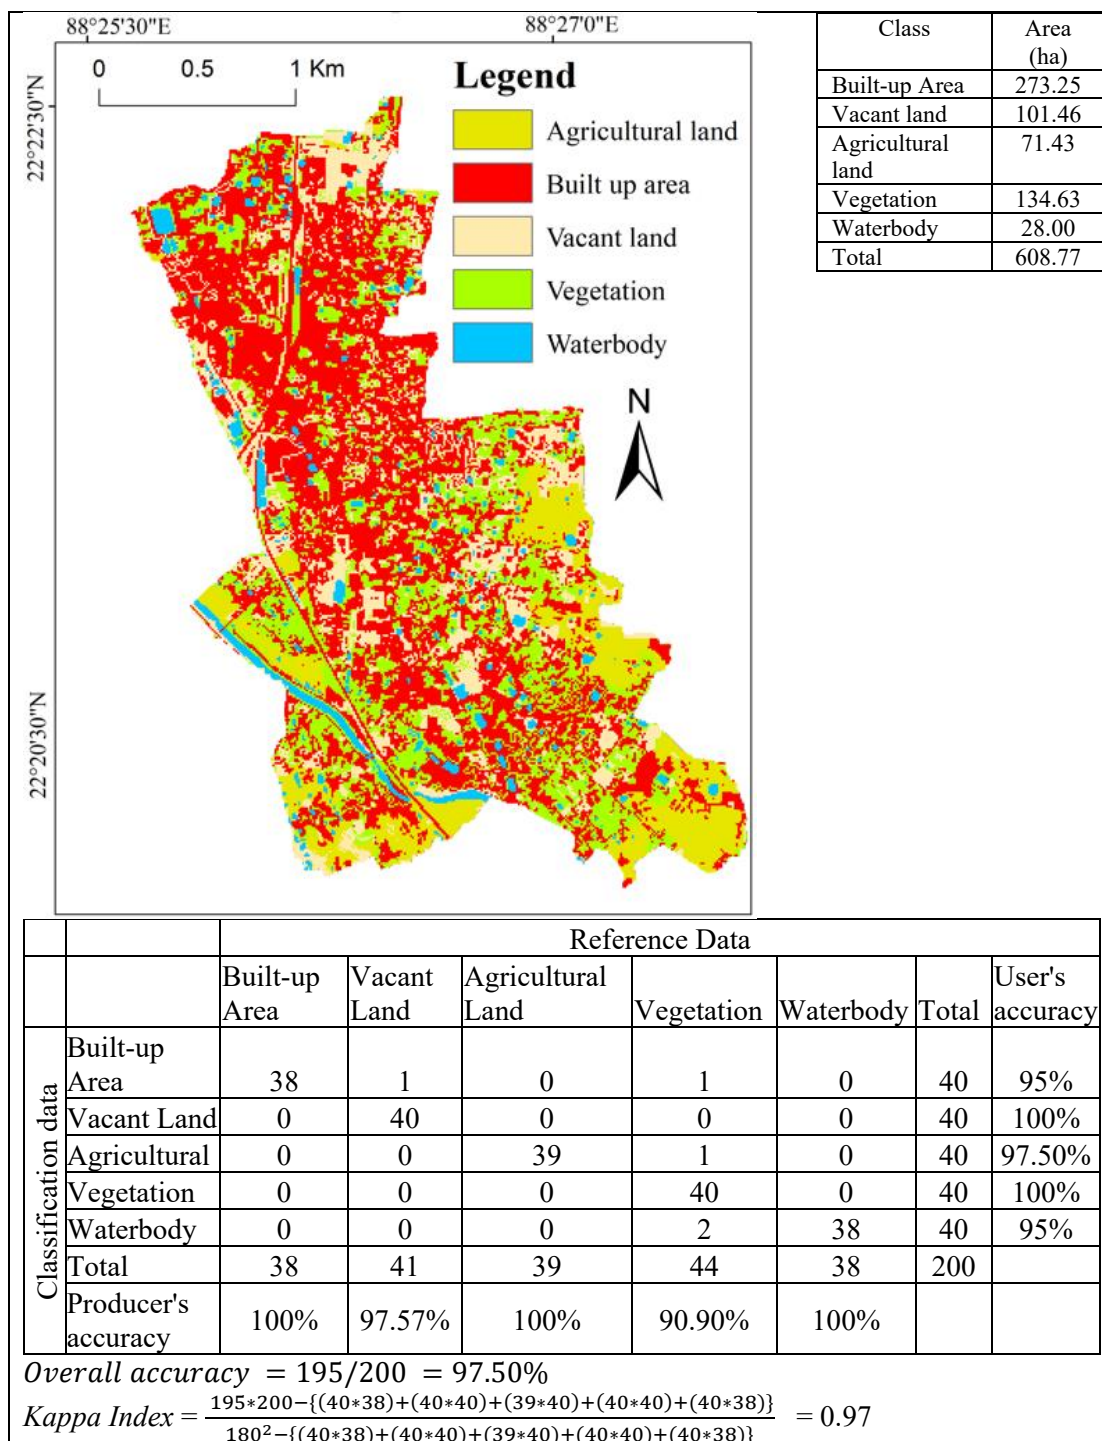 88°25'30"E 88°27'0"E
0 0.5 1 Km
22°22'30"N
22°20'30"N
Legend
Agricultural land
Built up area
Vacant land
Vegetation
Waterbody
N
Class Area (ha)
Built-up Area 273.25
Vacant land 101.46
Agricultural land 71.43
Vegetation 134.63
Waterbody 28.00
Total 608.77
Reference Data
Built-up Area Vacant Land Agricultural Land Vegetation Waterbody Total User's accuracy
Classification data
Built-up Area 38 1 0 1 0 40 95%
Vacant Land 0 40 0 0 0 40 100%
Agricultural 0 0 39 1 0 40 97.50%
Vegetation 0 0 0 40 0 40 100%
Waterbody 0 0 0 2 38 40 95%
Total 38 41 39 44 38 200
Producer's accuracy 100% 97.57% 100% 90.90% 100%
Overall accuracy = 195/200 = 97.50%
Kappa Index = 195*200−{(40*38)+(40*40)+(39*40)+(40*40)+(40*38)} / 180²−{(40*38)+(40*40)+(39*40)+(40*40)+(40*38)} = 0.97